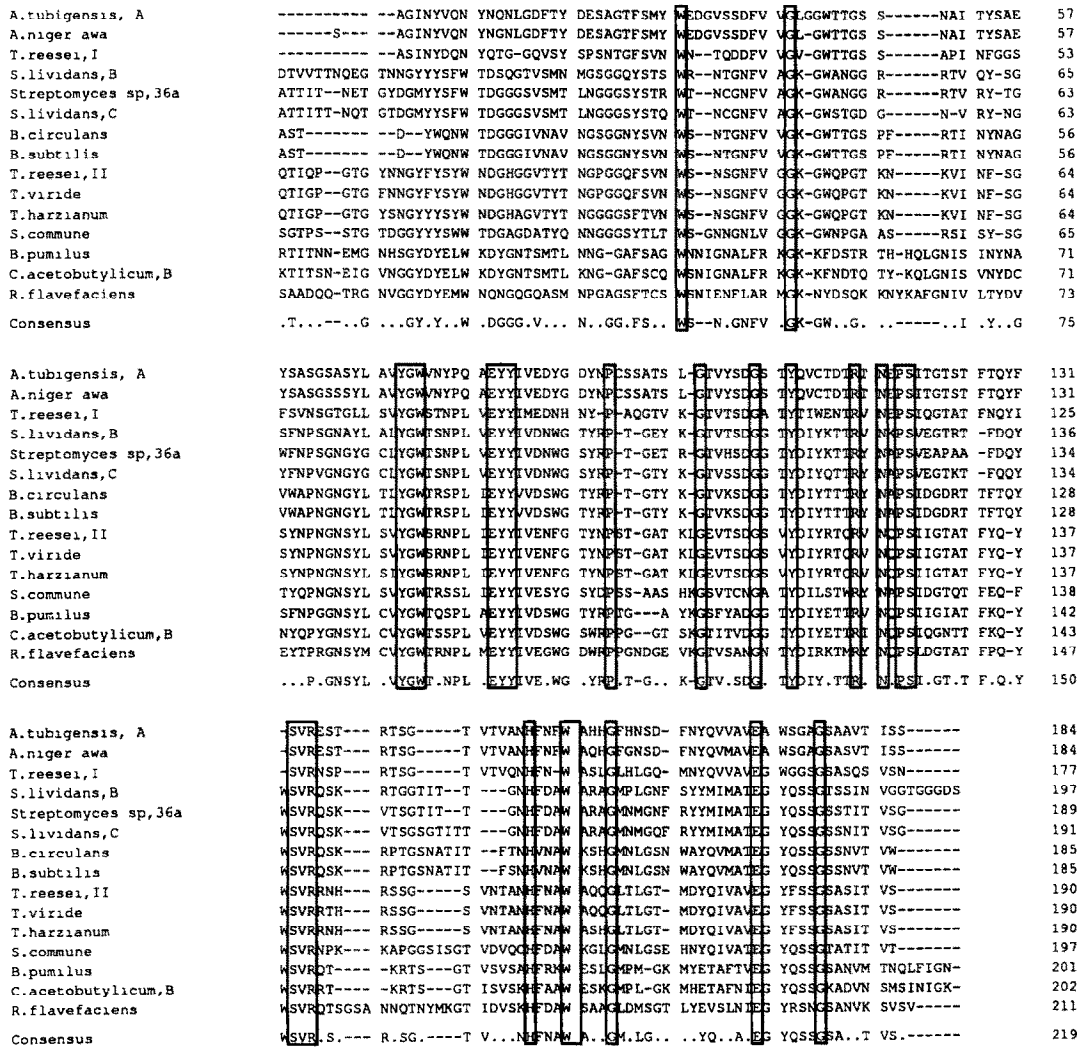 A.tubigensis, A ----------AGINYVQN YNQNLGDFTY DESAGTFSMY WEDGVSSDFV VGLGGWTTGS S------NAI TYSAE 57
A.niger awa -------S---AGINYVQN YNGNLGDFTY DESAGTFSMY WEDGVSSDFV VGL-GWTTGS S------NAI TYSAE 57
T.reesei,I ----------ASINYDQN YQTG-GQVSY SPSNTGFSVN WN--TQDDFV VGV-GWTTGS S------API NFGGS 53
S.lividans,B DTVVTTNQEG TNNGYYYSFW TDSQGTVSMN MGSGGQYSTS WR--NTGNFV AGK-GWANGG R------RTV QY-SG 65
Streptomyces sp,36a ATTIT--NET GYDGMYYSFW TDGGGSVSMT LNGGGSYSTR WT--NCGNFV AGK-GWANGG R------RTV RY-TG 63
S.lividans,C ATTITT-NQT GTDGMYYSFW TDGGGSVSMT LNGGGSYSTQ WT--NCGNFV AGK-GWSTGD G------N-V RY-NG 63
B.circulans AST-------D--YWQNW TDGGGIVNAV NGSGGNYSVN WS--NTGNFV VGK-GWTTGS PF-----RTI NYNAG 56
B.subtilis AST-------D--YWQNW TDGGGIVNAV NGSGGNYSVN WS--NTGNFV VGK-GWTTGS PF-----RTI NYNAG 56
T.reesei,II QTIQP--GTG YNNGYFYSYW NDGHGGVTYT NGPGGQFSVN WS--NSGNFV GGK-GWQPGT KN-----KVI NF-SG 64
T.viride QTIGP--GTG FNNGYFYSYW NDGHGGVTYT NGPGGQFSVN WS--NSGNFV GGK-GWQPGT KN-----KVI NF-SG 64
T.harzianum QTIGP--GTG YSNGYYYSYW NDGHAGVTYT NGGGGSFTVN WS--NSGNFV GGK-GWQPGT KN-----KVI NF-SG 64
S.commune SGTPS--STG TDGGYYYSWW TDGAGDATYQ NNGGGSYTLT WSG-NNGNLV GGK-GWNPGA AS-----RSI SY-SG 65
B.pumilus RTITNN-EMG NHSGYDYELW KDYGNTSMTL NNG-GAFSAG WNNIGNALFR KGK-KFDSTR TH-HQLGNIS INYNA 71
C.acetobutylicum,B KTITSN-EIG VNGGYDYELW KDYGNTSMTL KNG-GAFSCQ WSNIGNALFR KGK-KFNDTQ TY-KQLGNIS VNYDC 71
R.flavefaciens SAADQQ-TRG NVGGYDYEMW NQNGQGQASM NPGAGSFTCS WSNIENFLAR MGK-NYDSQK KNYKAFGNIV LTYDV 73
Consensus .T...--..G ...GY.Y..W .DGGG.V... N..GG.FS.. WS--N.GNFV .GK-GW..G. ..------..I .Y..G 75
A.tubigensis, A YSASGSASYL AVYGWVNYPQ AEYYIVEDYG DYNPCSSATS L-GTVYSDGS TYQVCTDTRT NEPSITGTST FTQYF 131
A.niger awa YSASGSSSYL AVYGWVNYPQ AEYYIVEDYG DYNPCSSATS L-GTVYSDGS TYQVCTDTRT NEPSITGTST FTQYF 131
T.reesei,I FSVNSGTGLL SVYGWSTNPL VEYYIMEDNH NY-P-AQGTV K-GTVTSDGA TYTIWENTRV NEPSIQGTAT FNQYI 125
S.lividans,B SFNPSGNAYL ALYGWTSNPL VEYYIVDNWG TYRP-T-GEY K-GTVTSDGG TYDIYKTTRV NKPSVEGTRT -FDQY 136
Streptomyces sp,36a WFNPSGNGYG CLYGWTSNPL VEYYIVDNWG SYRP-T-GET R-GTVHSDGG TYDIYKTTRY NAPSVEAPAA -FDQY 134
S.lividans,C YFNPVGNGYG CLYGWTSNPL VEYYIVDNWG SYRP-T-GTY K-GTVSSDGG TYDIYQTTRY NAPSVEGTKT -FQQY 134
B.circulans VWAPNGNGYL TLYGWTRSPL IEYYVVDSWG TYRP-T-GTY K-GTVKSDGG TYDIYTTTRY NAPSIDGDRT TFTQY 128
B.subtilis VWAPNGNGYL TLYGWTRSPL IEYYVVDSWG TYRP-T-GTY K-GTVKSDGG TYDIYTTTRY NAPSIDGDRT TFTQY 128
T.reesei,II SYNPNGNSYL SVYGWSRNPL IEYYIVENFG TYNPST-GAT KLGEVTSDGS VYDIYRTQRV NQPSIIGTAT FYQ-Y 137
T.viride SYNPNGNSYL SVYGWSRNPL IEYYIVENFG TYNPST-GAT KLGEVTSDGS VYDIYRTQRV NQPSIIGTAT FYQ-Y 137
T.harzianum SYNPNGNSYL SVYGWSRNPL IEYYIVENFG TYNPST-GAT KLGEVTSDGS VYDIYRTQRV NQPSIIGTAT FYQ-Y 137
S.commune TYQPNGNSYL SVYGWTRSSL IEYYIVESYG SYDPSS-AAS HKGSVTCNGA TYDILSTWRY NAPSIDGTQT FEQ-F 138
B.pumilus SFNPGGNSYL CVYGWTQSPL AEYYIVDSWG TYRPTG---A YKGSFYADGG TYDIYETTRV NQPSIIGIAT FKQ-Y 142
C.acetobutylicum,B NYQPYGNSYL CVYGWTSSPL VEYYIVDSWG SWRPPG--GT SKGTITVDGG TYDIYETTRI NQPSIQGNTT FKQ-Y 143
R.flavefaciens EYTPRGNSYM CVYGWTRNPL MEYYIVEGWG DWRPPGNDGE VKGTVSANGN TYDIRKTMRY NQPSLDGTAT FPQ-Y 147
Consensus ...P.GNSYL .VYGWT.NPL .EYYIVE.WG .YRP.T.G.. K-GTV.SDG. TYDIYTTTR. N.PSI.GT.T F.Q.Y 150
A.tubigensis, A -SVREST--- RTSG-----T VTVANHFNFW AHHGFHNSD- FNYQVVAVEA WSGAGSAAVT ISS------ 184
A.niger awa -SVREST--- RTSG-----T VTVANHFNFW AQHGFGNSD- FNYQVMAVEA WSGAGSASVT ISS------ 184
T.reesei,I -SVRNSP--- RTSG-----T VTVQNHFN-W ASLGLHLGQ- MNYQVVAVEG WGGSGSASQS VSN------ 177
S.lividans,B WSVRQSK--- RTGGTIT--T ---GNHFDAW ARAGMPLGNF SYYMIMATEG YQSSGTSSIN VGGTGGGDS 197
Streptomyces sp,36a WSVRQSK--- VTSGT-IT-T ---GNHFDAW ARAGMNMGNF RYYMIMATEG YQSSGSSTIT VSG------ 189
S.lividans,C WSVRQSK--- VTSGSGTITT ---GNHFDAW ARAGMNMGQF RYYMIMATEG YQSSGSSNIT VSG------ 191
B.circulans WSVRQSK--- RPTGSNATIT --FTNHVNAW KSHGMNLGSN WAYQVMATEG YQSSGSSNVT VW------- 185
B.subtilis WSVRQSK--- RPTGSNATIT --FSNHVNAW KSHGMNLGSN WAYQVMATEG YQSSGSSNVT VW------- 185
T.reesei,II WSVRRNH--- RSSG-----S VNTANHFNAW AQQGLTLGT- MDYQIVAVEG YFSSGSASIT VS------- 190
T.viride WSVRRTH--- RSSG-----S VNTANHFNAW AQQGLTLGT- MDYQIVAVEG YFSSGSASIT VS------- 190
T.harzianum WSVRRNH--- RSSG-----S VNTANHFNAW ASHGLTLGT- MDYQIVAVEG YFSSGSASIT VS------- 190
S.commune WSVRNPK--- KAPGGSISGT VDVQCHFDAW KGLGMNLGSE HNYQIVATEG YQSSGTATIT VT------- 197
B.pumilus WSVRQT---- -KRTS---GT VSVSAHFRKW ESLGMPM-GK MYETAFTVEG YQSSGSANVM TNQLFIGN- 201
C.acetobutylicum,B WSVRRT---- -KRTS---GT ISVSKHFAAW ESKGMPL-GK MHETAFNIEG YQSSGKADVN SMSINIGK- 202
R.flavefaciens WSVRQTSGSA NNQTNYMKGT IDVSKHFDAW SAAGLDMSGT LYEVSLNIEG YRSNGSANVK SVSV----- 211
Consensus WSVR.S.--- R.SG.----T V...NHFNAW A..GM.LG.. ..YQ..A.EG YQSSGSA..T VS.------ 219